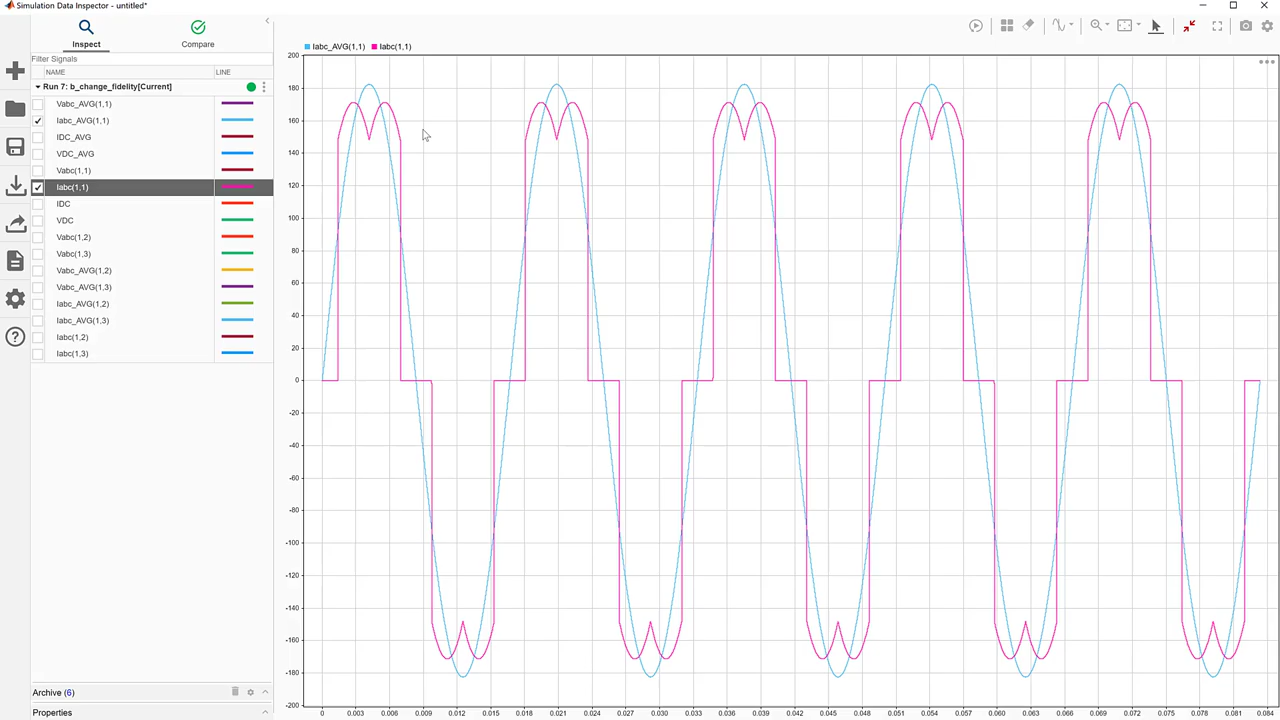 Simulation Data Inspector - untitled*
Inspect
Compare
Filter Signals
NAME LINE
Run 7: b_change_fidelity[Current]
Vabc_AVG(1,1)
Iabc_AVG(1,1)
IDC_AVG
VDC_AVG
Vabc(1,1)
Iabc(1,1)
IDC
VDC
Vabc(1,2)
Vabc(1,3)
Vabc_AVG(1,2)
Vabc_AVG(1,3)
Iabc_AVG(1,2)
Iabc_AVG(1,3)
Iabc(1,2)
Iabc(1,3)
Archive (6)
Properties
Iabc_AVG(1,1) Iabc(1,1)
200
180
160
140
120
100
80
60
40
20
0
-20
-40
-60
-80
-100
-120
-140
-160
-180
-200
0 0.003 0.006 0.009 0.012 0.015 0.018 0.021 0.024 0.027 0.030 0.033 0.036 0.039 0.042 0.045 0.048 0.051 0.054 0.057 0.060 0.063 0.066 0.069 0.072 0.075 0.078 0.081 0.084